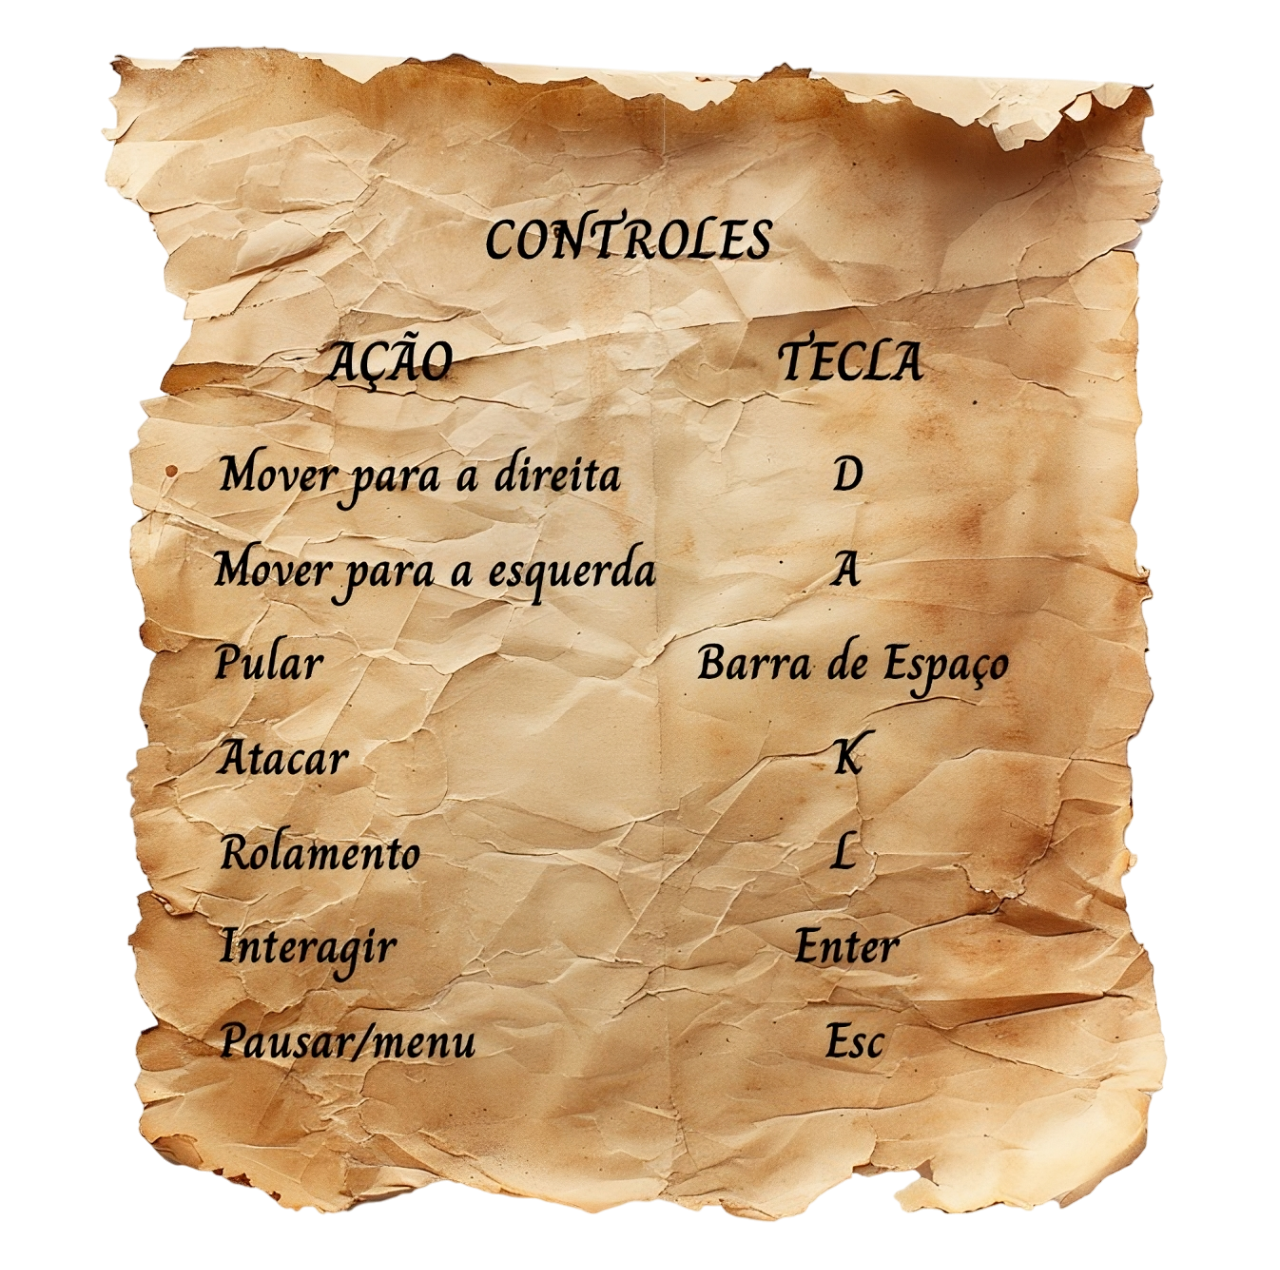 CONTROLES
AÇÃO TECLA
Mover para a direita D
Mover para a esquerda A
Pular Barra de Espaço
Atacar K
Rolamento L
Interagir Enter
Pausar/menu Esc